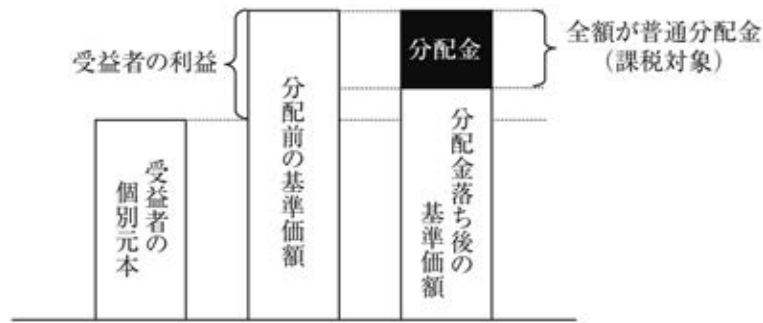 受益者の利益
受益者の
個別元本
分配前の基準価額
分配金
分配金落ち後の
基準価額
全額が普通分配金
（課税対象）